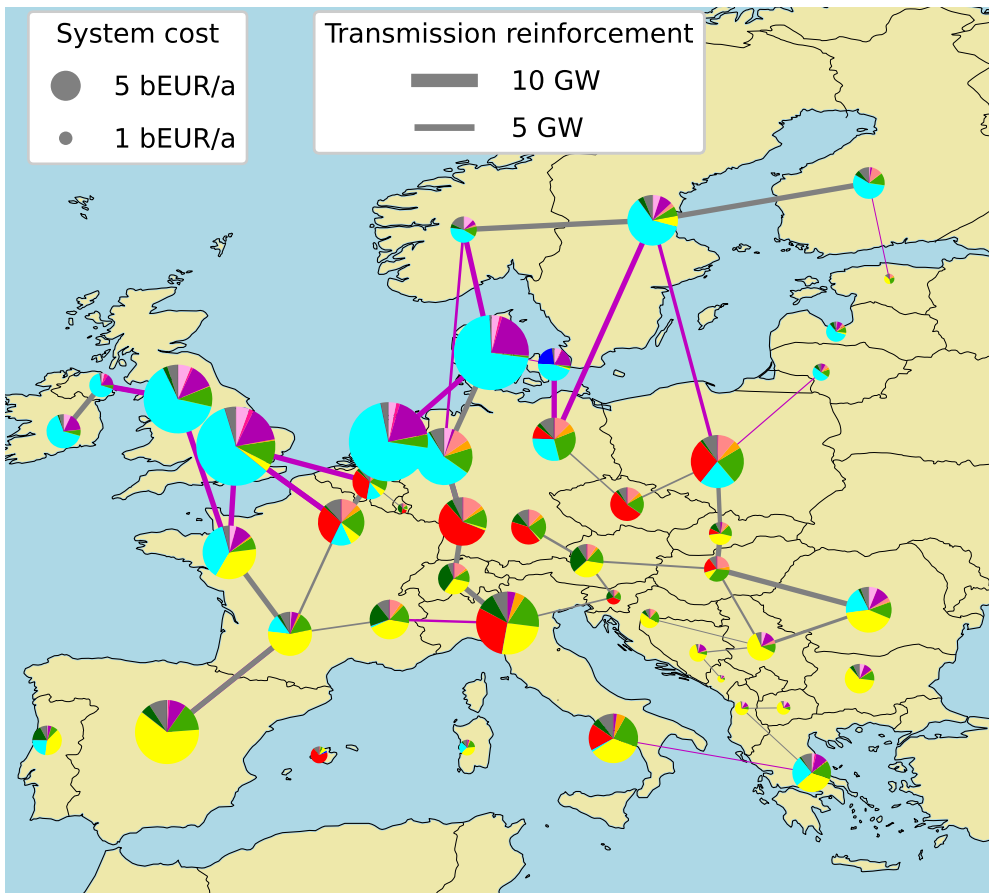 System cost
5 bEUR/a
1 bEUR/a
Transmission reinforcement
10 GW
5 GW